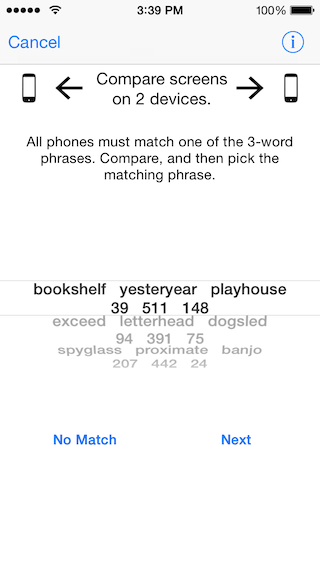 3:39 PM 100%
Cancel
Compare screens
on 2 devices.
All phones must match one of the 3-word
phrases. Compare, and then pick the
matching phrase.
bookshelf yesteryear playhouse
39 511 148
exceed letterhead dogsled
94 391 75
spyglass proximate banjo
207 442 24
No Match Next